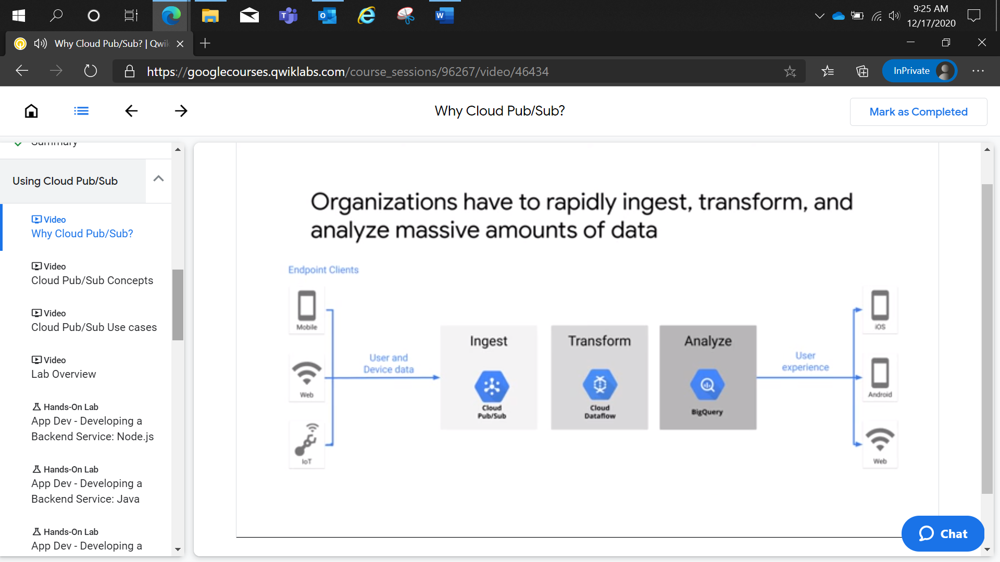 9:25 AM
12/17/2020
Why Cloud Pub/Sub? | Qwik
https://googlecourses.qwiklabs.com/course_sessions/96267/video/46434
InPrivate
Why Cloud Pub/Sub?
Mark as Completed
Summary
Using Cloud Pub/Sub
Video
Why Cloud Pub/Sub?
Video
Cloud Pub/Sub Concepts
Video
Cloud Pub/Sub Use cases
Video
Lab Overview
Hands-On Lab
App Dev - Developing a
Backend Service: Node.js
Hands-On Lab
App Dev - Developing a
Backend Service: Java
Hands-On Lab
App Dev - Developing a
Organizations have to rapidly ingest, transform, and
analyze massive amounts of data
Endpoint Clients
Mobile
Web
IoT
User and
Device data
Ingest
Cloud
Pub/Sub
Transform
Cloud
Dataflow
Analyze
BigQuery
User
experience
iOS
Android
Web
Chat